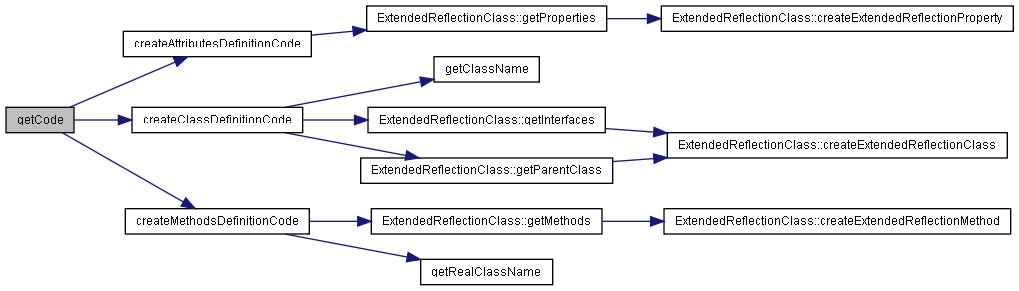 ExtendedReflectionClass::getProperties
ExtendedReflectionClass::createExtendedReflectionProperty
createAttributesDefinitionCode
getClassName
getCode
createClassDefinitionCode
ExtendedReflectionClass::getInterfaces
ExtendedReflectionClass::createExtendedReflectionClass
ExtendedReflectionClass::getParentClass
createMethodsDefinitionCode
ExtendedReflectionClass::getMethods
ExtendedReflectionClass::createExtendedReflectionMethod
getRealClassName